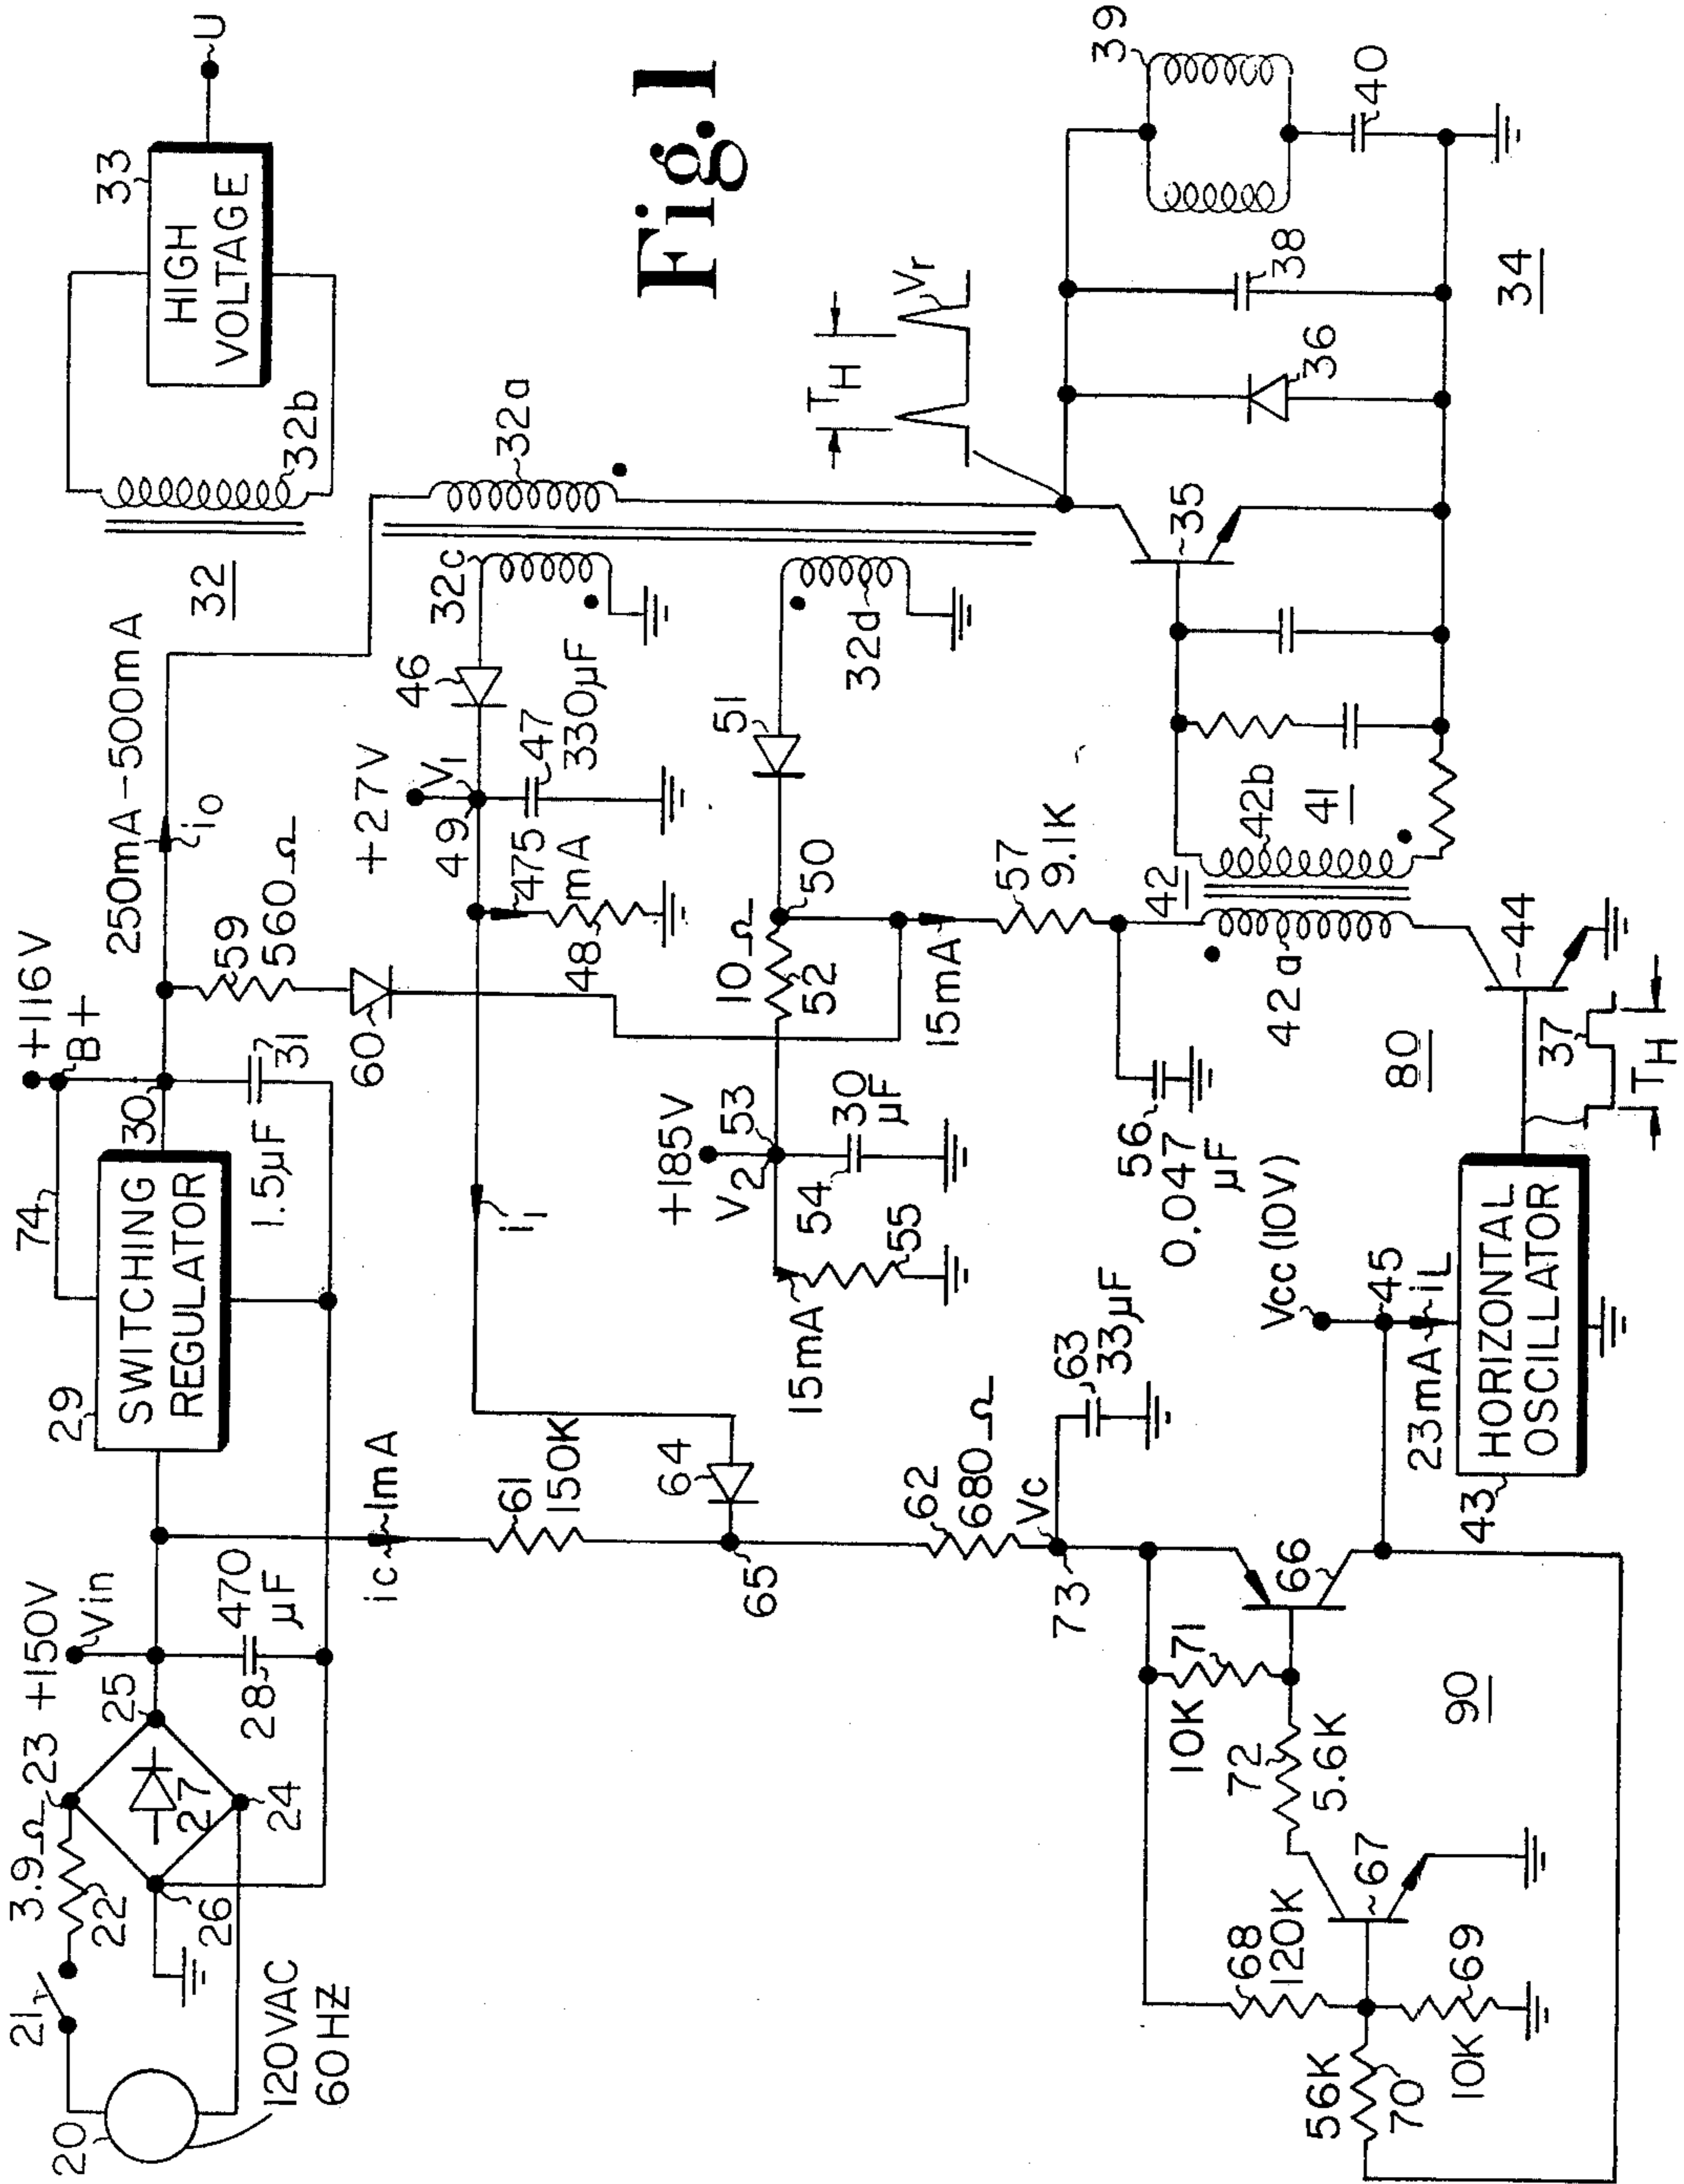 20
120VAC
60HZ
21
3.9Ω
22
23
+150V
Vin
25
26
27
24
28
470
μF
29
SWITCHING
REGULATOR
74
+116V
B+
30
1.5μF
31
59
560Ω
60
250mA-500mA
i0
32
32b
33
HIGH
VOLTAGE
U
ic
1mA
61
150K
64
65
i1
+27V
V1
49
47
330μF
46
32c
475
mA
48
32a
TH
Vr
Fig. 1
62
680Ω
Vc
73
63
33μF
+185V
V2
53
15mA
54
30
μF
55
10Ω
52
50
51
32d
15mA
57
9.1K
56
0.047
μF
42
42a
42b
41
35
36
38
39
40
34
66
71
10K
72
5.6K
67
68
120K
56K
70
69
10K
90
Vcc (10V)
45
23mA
iL
43
HORIZONTAL
OSCILLATOR
80
44
37
TH